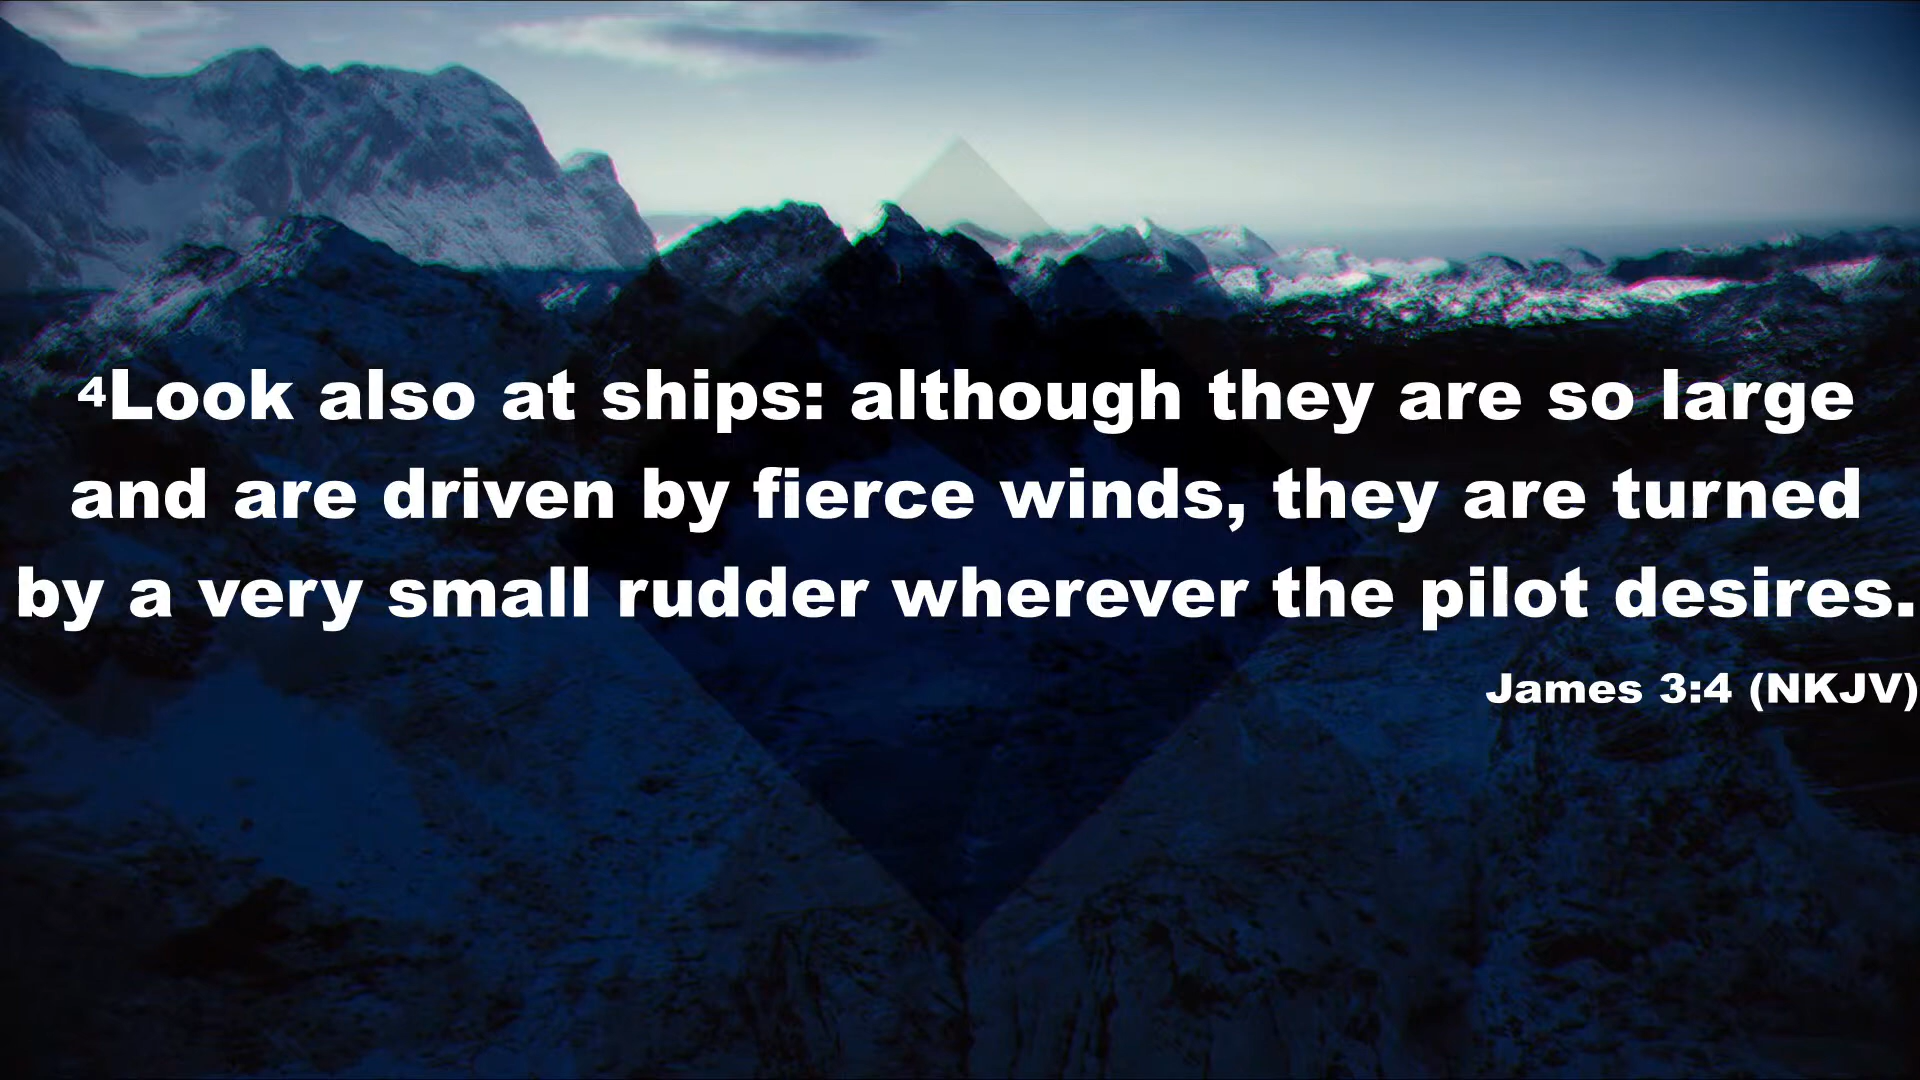 ⁴Look also at ships: although they are so large
and are driven by fierce winds, they are turned
by a very small rudder wherever the pilot desires.
James 3:4 (NKJV)